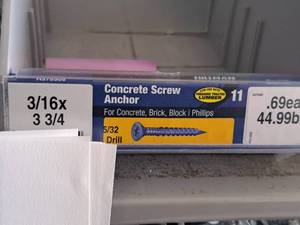 3/16x
3 3/4
Concrete Screw
Anchor
For Concrete, Brick, Block | Phillips
5/32
Drill
LUMBER
11
.69ea
44.99b